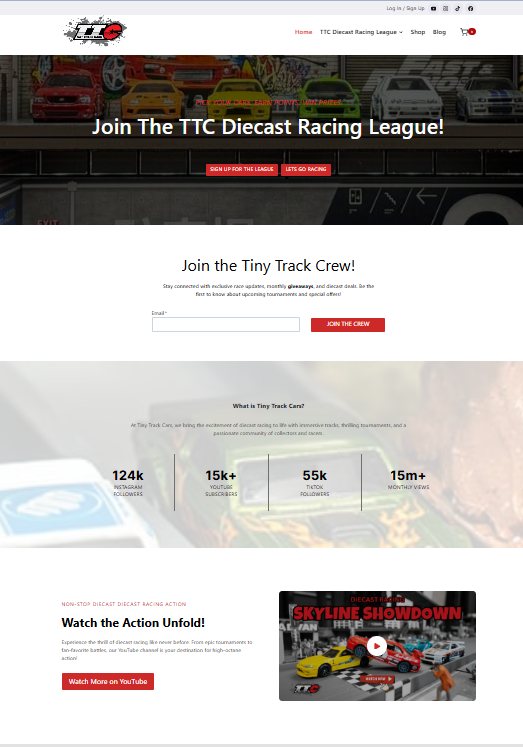 Log In / Sign Up
TTC
Home TTC Diecast Racing League Shop Blog 0
PICK YOUR CARS. EARN POINTS. WIN WHEELS.
Join The TTC Diecast Racing League!
SIGN UP FOR THE LEAGUE LETS GO RACING
EXIT
Join the Tiny Track Crew!
Stay connected with exclusive race updates, monthly giveaways, and diecast deals. Be the
first to know about upcoming tournaments and special offers!
Email *
JOIN THE CREW
What is Tiny Track Cars?
At Tiny Track Cars, we bring the excitement of diecast racing to life with immersive tracks, thrilling tournaments, and a
passionate community of collectors and racers.
124k 15k+ 55k 15m+
INSTAGRAM YOUTUBE TIKTOK MONTHLY VIEWS
FOLLOWERS SUBSCRIBERS FOLLOWERS
NON-STOP DIECAST DIECAST RACING ACTION
Watch the Action Unfold!
Experience the thrill of diecast racing like never before. From epic tournaments to
fan-favorite battles, our YouTube channel is your destination for high-octane
action!
Watch More on YouTube
DIECAST RACING
SKYLINE SHOWDOWN
WATCH NOW
TTC